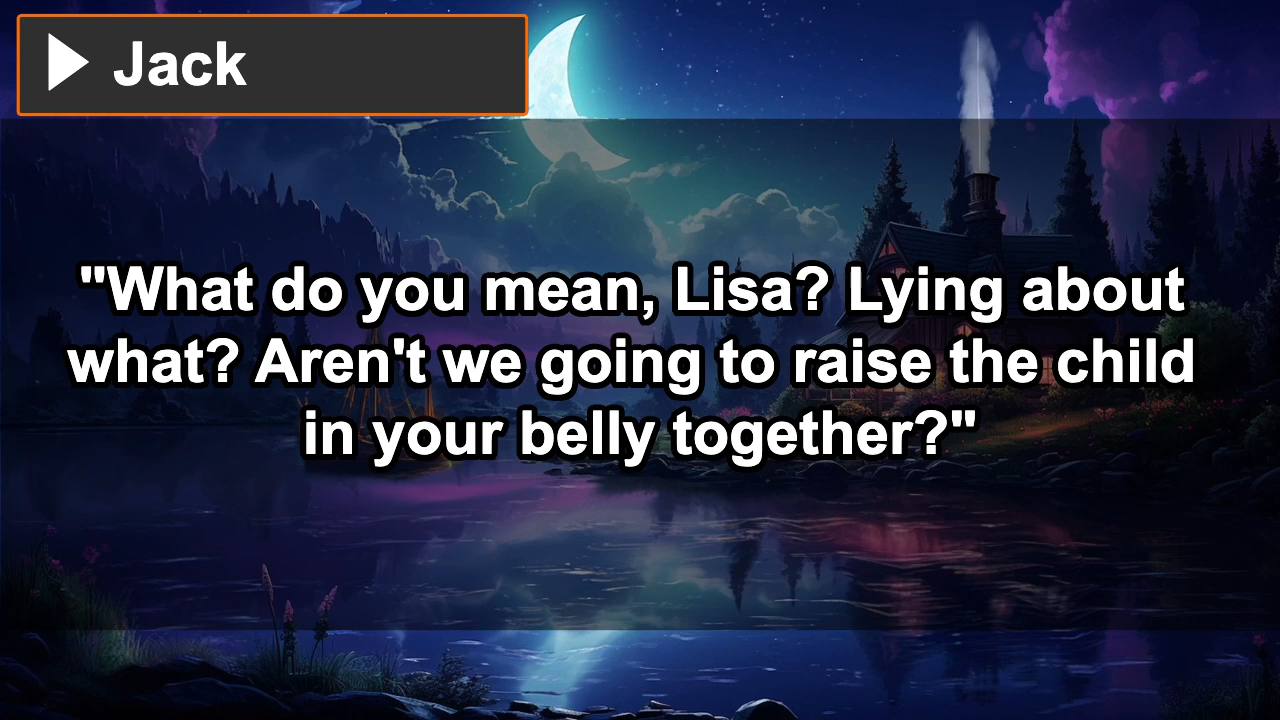 Jack
"What do you mean, Lisa? Lying about
what? Aren't we going to raise the child
in your belly together?"